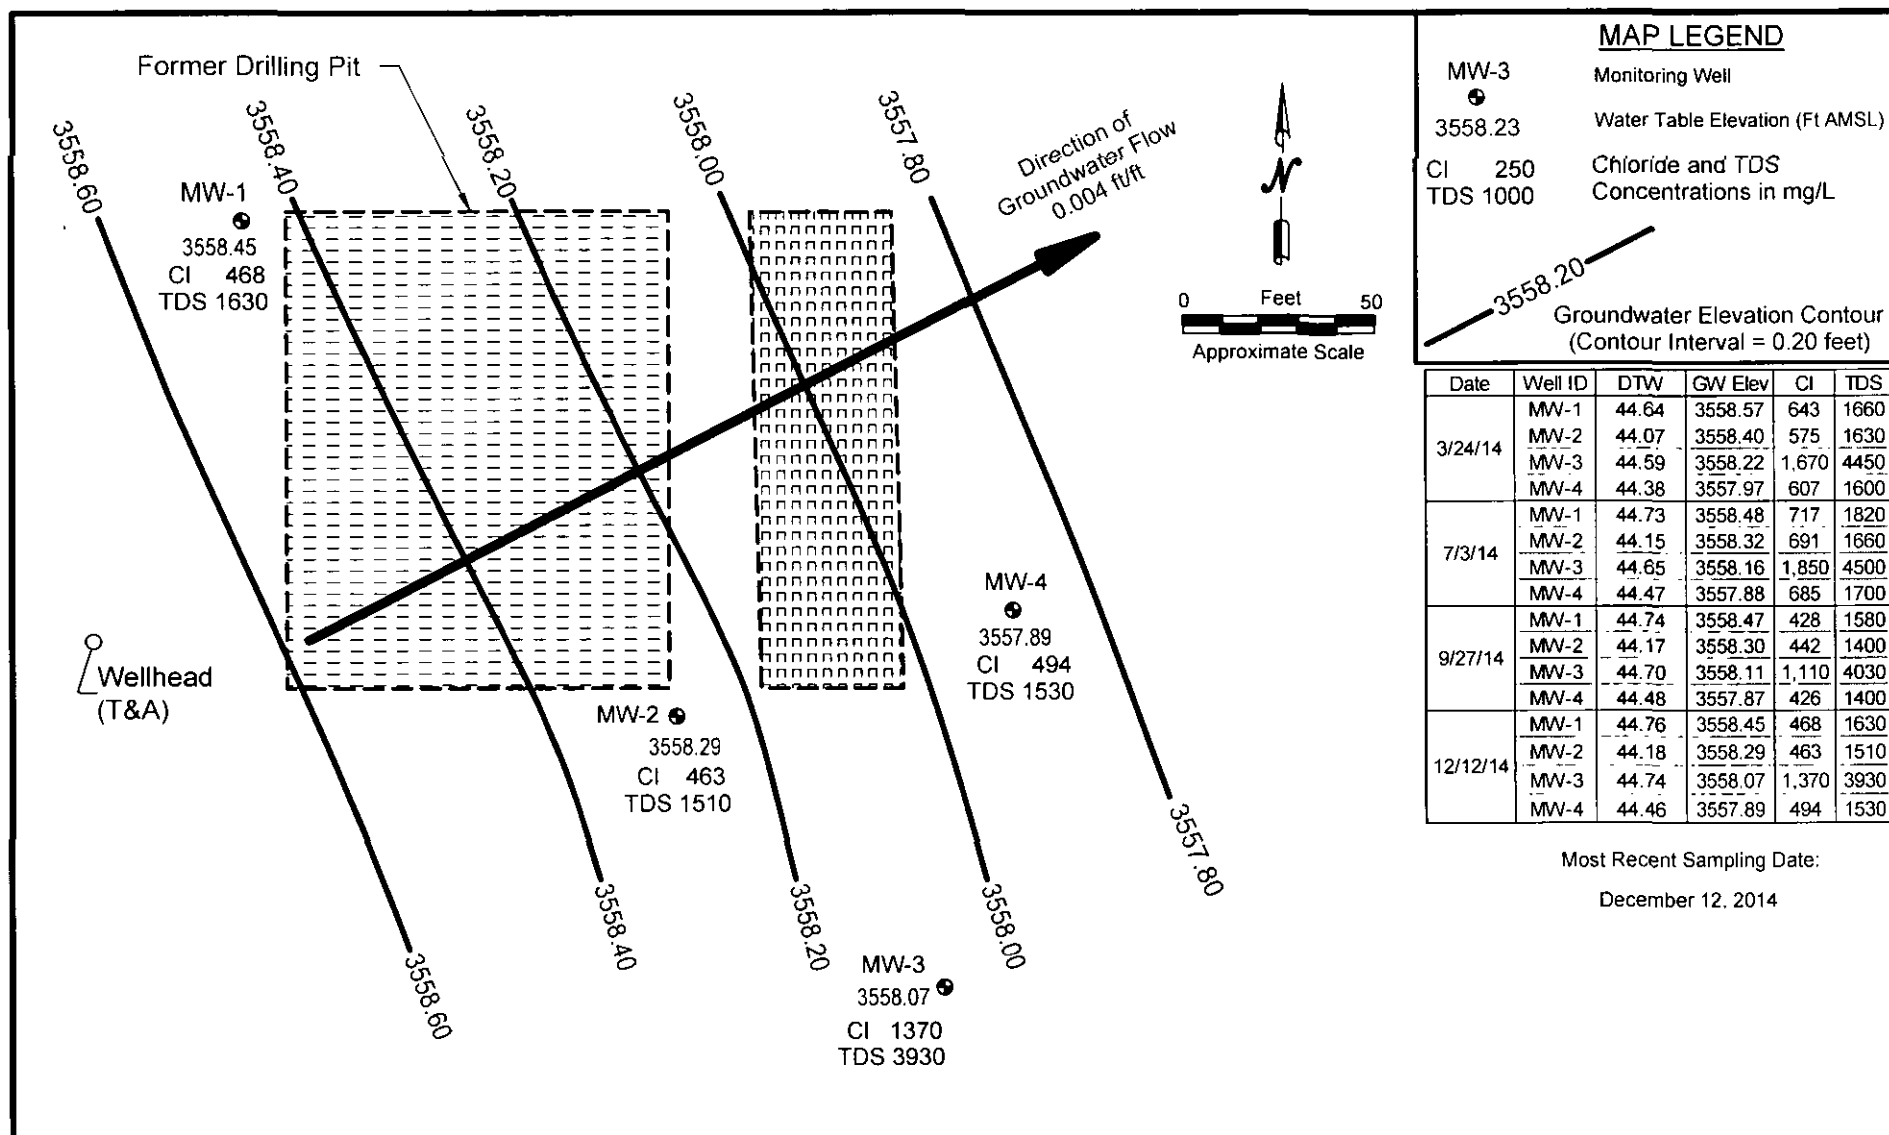 Former Drilling Pit
3558.60
3558.40
3558.20
3558.00
3557.80
MW-1
3558.45
Cl 468
TDS 1630
Direction of
Groundwater Flow
0.004 ft/ft
N
0 Feet 50
Approximate Scale
Wellhead
(T&A)
MW-2
3558.29
Cl 463
TDS 1510
MW-4
3557.89
Cl 494
TDS 1530
3557.80
3558.40
3558.20
3558.00
3558.60
MW-3
3558.07
Cl 1370
TDS 3930
MAP LEGEND
MW-3 Monitoring Well
3558.23 Water Table Elevation (Ft AMSL)
Cl 250 Chloride and TDS
TDS 1000 Concentrations in mg/L
3558.20
Groundwater Elevation Contour
(Contour Interval = 0.20 feet)
Date Well ID DTW GW Elev Cl TDS
3/24/14
MW-1 44.64 3558.57 643 1660
MW-2 44.07 3558.40 575 1630
MW-3 44.59 3558.22 1,670 4450
MW-4 44.38 3557.97 607 1600
7/3/14
MW-1 44.73 3558.48 717 1820
MW-2 44.15 3558.32 691 1660
MW-3 44.65 3558.16 1,850 4500
MW-4 44.47 3557.88 685 1700
9/27/14
MW-1 44.74 3558.47 428 1580
MW-2 44.17 3558.30 442 1400
MW-3 44.70 3558.11 1,110 4030
MW-4 44.48 3557.87 426 1400
12/12/14
MW-1 44.76 3558.45 468 1630
MW-2 44.18 3558.29 463 1510
MW-3 44.74 3558.07 1,370 3930
MW-4 44.46 3557.89 494 1530
Most Recent Sampling Date:
December 12, 2014